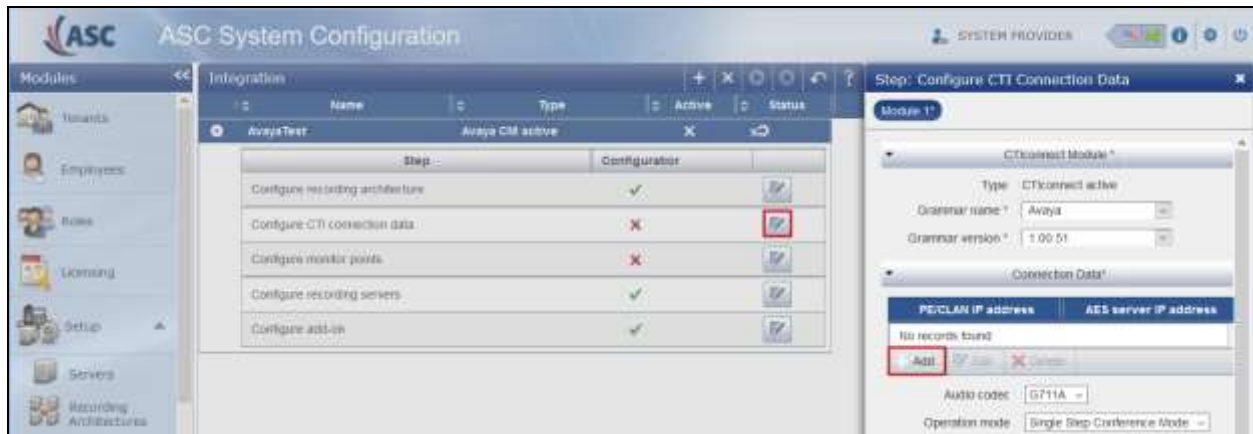 ASC ASC System Configuration SYSTEM PROVIDER
Modules << Integration ? Step: Configure CTI Connection Data
Name Type Active Status
Module 1*
Tenants
AvayaTest Avaya CM active
Step Configuration
CTIconnect Module *
Employees
Configure recording architecture
Type CTIconnect active
Configure CTI connection data
Grammar name * Avaya
Roles
Grammar version * 1.00.51
Configure monitor points
Licensing
Connection Data*
Configure recording servers
PE/CLAN IP address AES server IP address
Setup
Configure add-on
No records found
Add Edit Delete
Servers
Audio codec G711A
Recording
Architectures
Operation mode Single Step Conference Mode